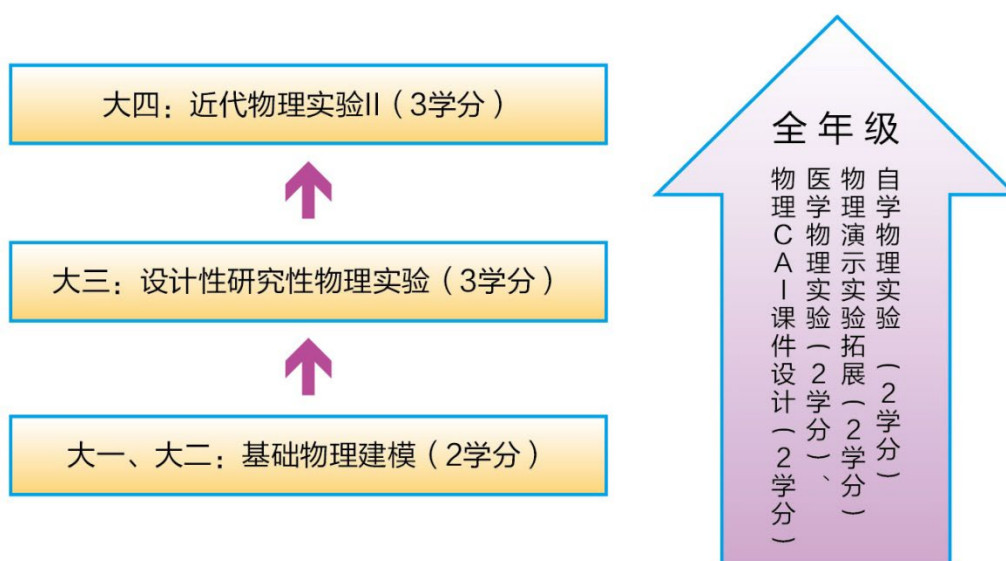 大四：近代物理实验II（3学分）
大三：设计性研究性物理实验（3学分）
大一、大二：基础物理建模（2学分）
全年级
自学物理实验（2学分）
物理演示实验拓展（2学分）
医学物理实验（2学分）、
物理CAI课件设计（2学分）